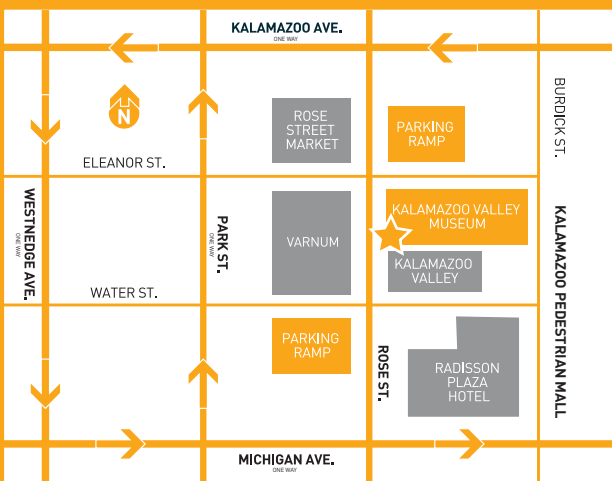 KALAMAZOO AVE.
ONE WAY
N
ROSE
STREET
MARKET
PARKING
RAMP
BURDICK ST.
ELEANOR ST.
WESTNEDGE AVE.
ONE WAY
PARK ST.
ONE WAY
VARNUM
KALAMAZOO VALLEY
MUSEUM
KALAMAZOO
VALLEY
KALAMAZOO PEDESTRIAN MALL
WATER ST.
PARKING
RAMP
ROSE ST.
RADISSON
PLAZA
HOTEL
MICHIGAN AVE.
ONE WAY